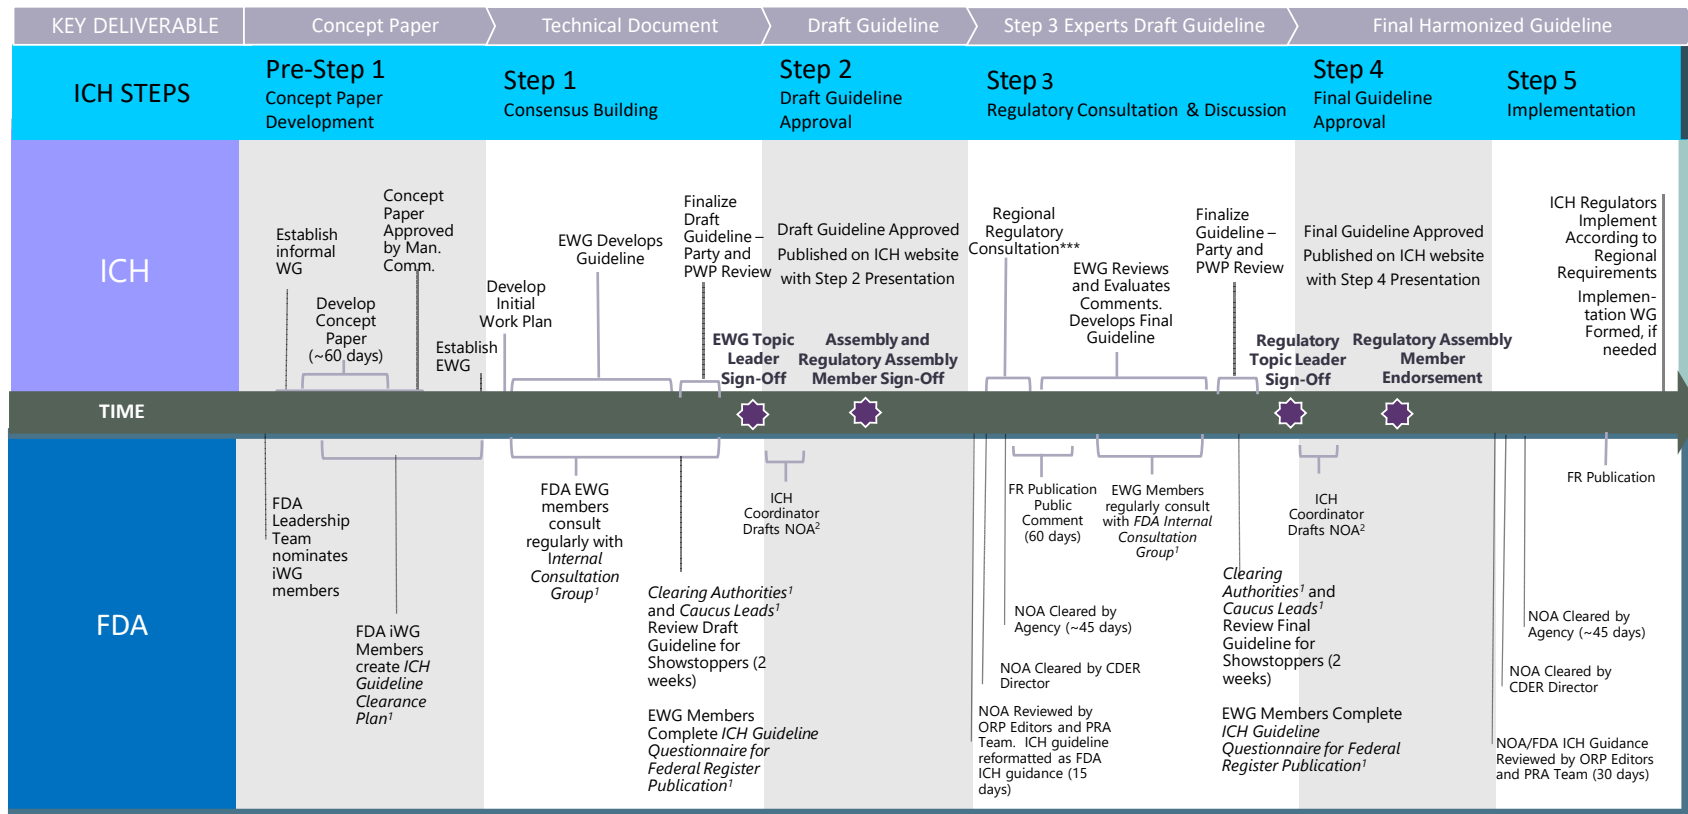 KEY DELIVERABLE
Concept Paper
Technical Document
Draft Guideline
Step 3 Experts Draft Guideline
Final Harmonized Guideline
ICH STEPS
Pre-Step 1
Concept Paper
Development
Step 1
Consensus Building
Step 2
Draft Guideline
Approval
Step 3
Regulatory Consultation & Discussion
Step 4
Final Guideline
Approval
Step 5
Implementation
ICH
Establish
informal
WG
Develop
Concept
Paper
(~60 days)
Concept
Paper
Approved
by Man.
Comm.
Establish
EWG
Develop
Initial
Work Plan
EWG Develops
Guideline
Finalize
Draft
Guideline –
Party and
PWP Review
EWG Topic
Leader
Sign-Off
Draft Guideline Approved
Published on ICH website
with Step 2 Presentation
Assembly and
Regulatory Assembly
Member Sign-Off
Regional
Regulatory
Consultation***
EWG Reviews
and Evaluates
Comments.
Develops Final
Guideline
Finalize
Guideline –
Party and
PWP Review
Regulatory
Topic Leader
Sign-Off
Final Guideline Approved
Published on ICH website
with Step 4 Presentation
Regulatory Assembly
Member
Endorsement
ICH Regulators
Implement
According to
Regional
Requirements
Implemen-
tation WG
Formed, if
needed
TIME
FDA
FDA
Leadership
Team
nominates
iWG
members
FDA iWG
Members
create ICH
Guideline
Clearance
Plan¹
FDA EWG
members
consult
regularly with
Internal
Consultation
Group¹
Clearing Authorities¹
and Caucus Leads¹
Review Draft
Guideline for
Showstoppers (2
weeks)
EWG Members
Complete ICH Guideline
Questionnaire for
Federal Register
Publication¹
ICH
Coordinator
Drafts NOA²
FR Publication
Public
Comment
(60 days)
EWG Members
regularly consult
with FDA Internal
Consultation
Group¹
NOA Cleared by
Agency (~45 days)
NOA Cleared by CDER
Director
NOA Reviewed by
ORP Editors and PRA
Team. ICH guideline
reformatted as FDA
ICH guidance (15
days)
Clearing
Authorities¹ and
Caucus Leads¹
Review Final
Guideline for
Showstoppers (2
weeks)
EWG Members Complete
ICH Guideline
Questionnaire for Federal
Register Publication¹
ICH
Coordinator
Drafts NOA²
FR Publication
NOA Cleared by
Agency (~45 days)
NOA Cleared by
CDER Director
NOA/FDA ICH Guidance
Reviewed by ORP Editors
and PRA Team (30 days)